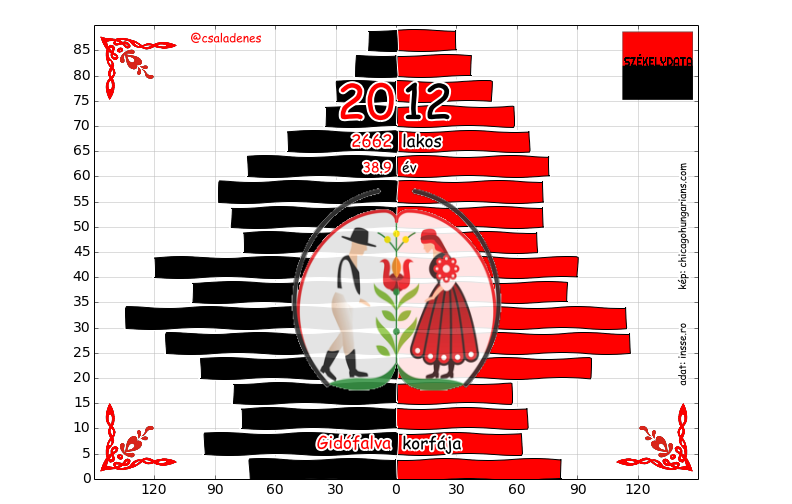 @csaladenes
SZÉKELYDATA
2012
2662 lakos
38.9 év
Gidófalva korfája
kép: chicagohungarians.com
adat: insse.ro
85
80
75
70
65
60
55
50
45
40
35
30
25
20
15
10
5
0
120 90 60 30 0 30 60 90 120